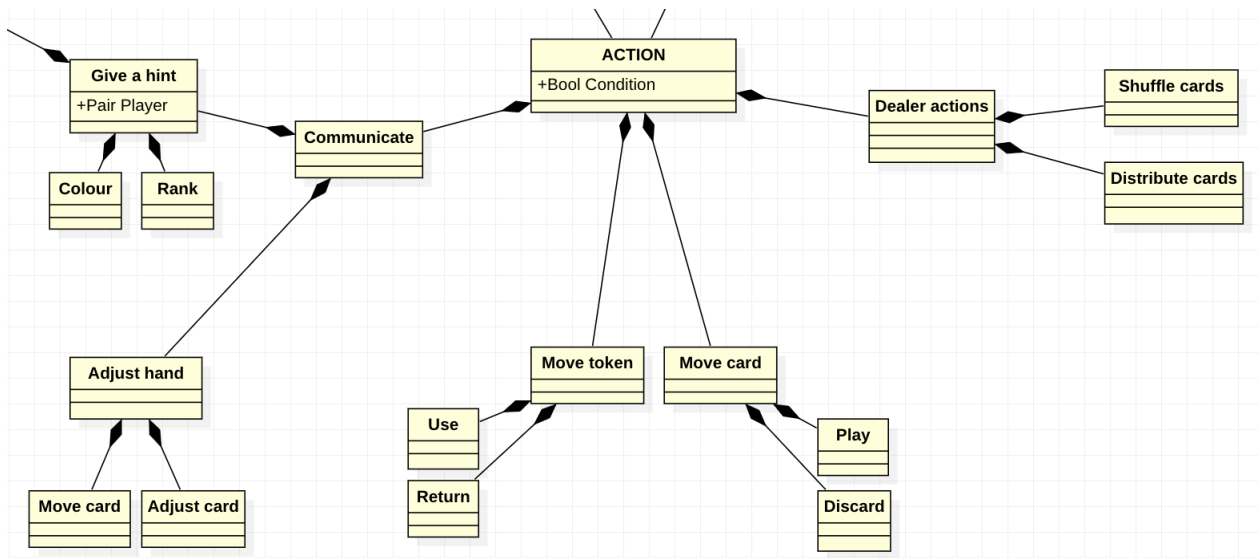 ACTION
+Bool Condition
Give a hint
+Pair Player
Shuffle cards
Dealer actions
Communicate
Colour
Rank
Distribute cards
Adjust hand
Move token
Move card
Use
Play
Return
Move card
Adjust card
Discard